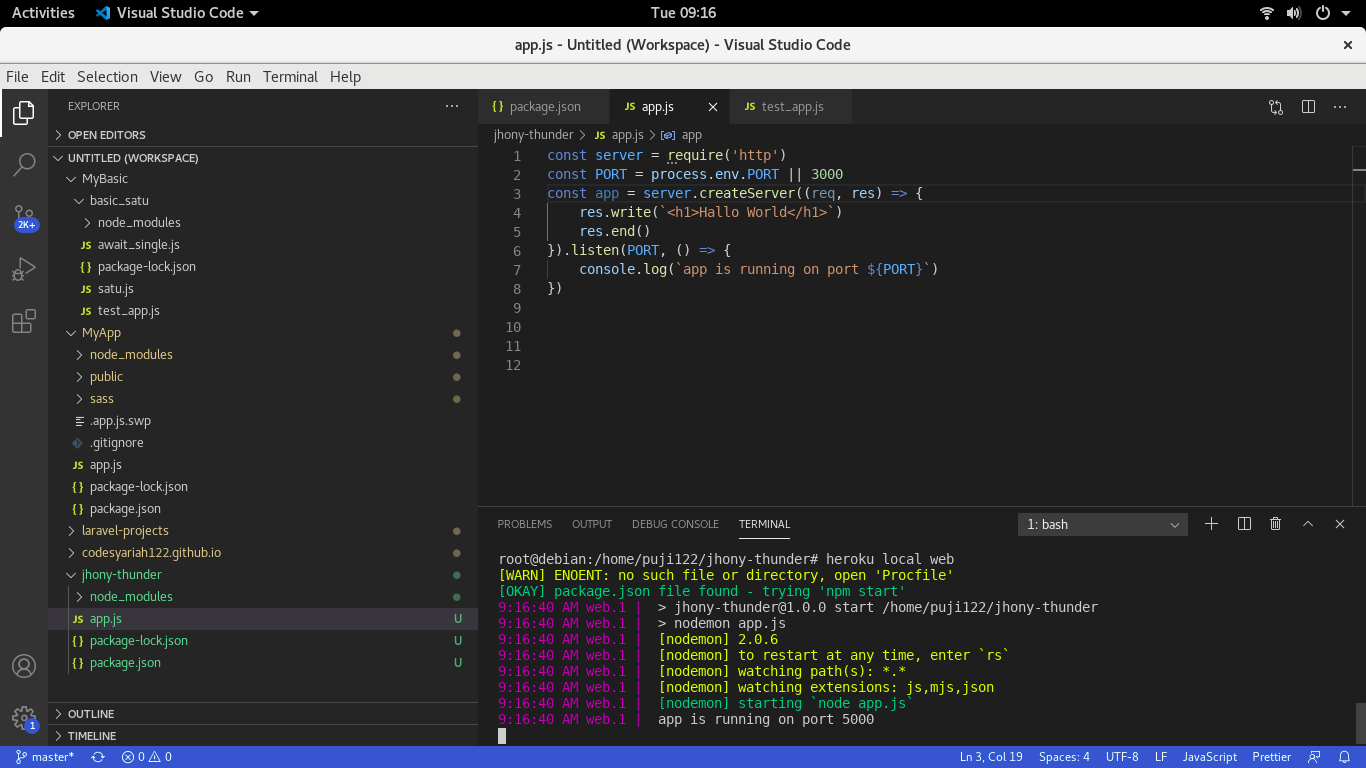 Activities Visual Studio Code Tue 09:16
app.js - Untitled (Workspace) - Visual Studio Code
File Edit Selection View Go Run Terminal Help
EXPLORER
OPEN EDITORS
UNTITLED (WORKSPACE)
MyBasic
basic_satu
node_modules
JS await_single.js
{} package-lock.json
JS satu.js
JS test_app.js
MyApp
node_modules
public
sass
.app.js.swp
.gitignore
JS app.js
{} package-lock.json
{} package.json
laravel-projects
codesyariah122.github.io
jhony-thunder
node_modules
JS app.js U
{} package-lock.json U
{} package.json U
OUTLINE
TIMELINE
2K+
1
{} package.json JS app.js JS test_app.js
jhony-thunder > JS app.js > app
1 const server = require('http')
2 const PORT = process.env.PORT || 3000
3 const app = server.createServer((req, res) => {
4 res.write(`<h1>Hallo World</h1>`)
5 res.end()
6 }).listen(PORT, () => {
7 console.log(`app is running on port ${PORT}`)
8 })
9
10
11
12
PROBLEMS OUTPUT DEBUG CONSOLE TERMINAL 1: bash
root@debian:/home/puji122/jhony-thunder# heroku local web
[WARN] ENOENT: no such file or directory, open 'Procfile'
[OKAY] package.json file found - trying 'npm start'
9:16:40 AM web.1 | > jhony-thunder@1.0.0 start /home/puji122/jhony-thunder
9:16:40 AM web.1 | > nodemon app.js
9:16:40 AM web.1 | [nodemon] 2.0.6
9:16:40 AM web.1 | [nodemon] to restart at any time, enter `rs`
9:16:40 AM web.1 | [nodemon] watching path(s): *.*
9:16:40 AM web.1 | [nodemon] watching extensions: js,mjs,json
9:16:40 AM web.1 | [nodemon] starting `node app.js`
9:16:40 AM web.1 | app is running on port 5000
master* 0 0 Ln 3, Col 19 Spaces: 4 UTF-8 LF JavaScript Prettier